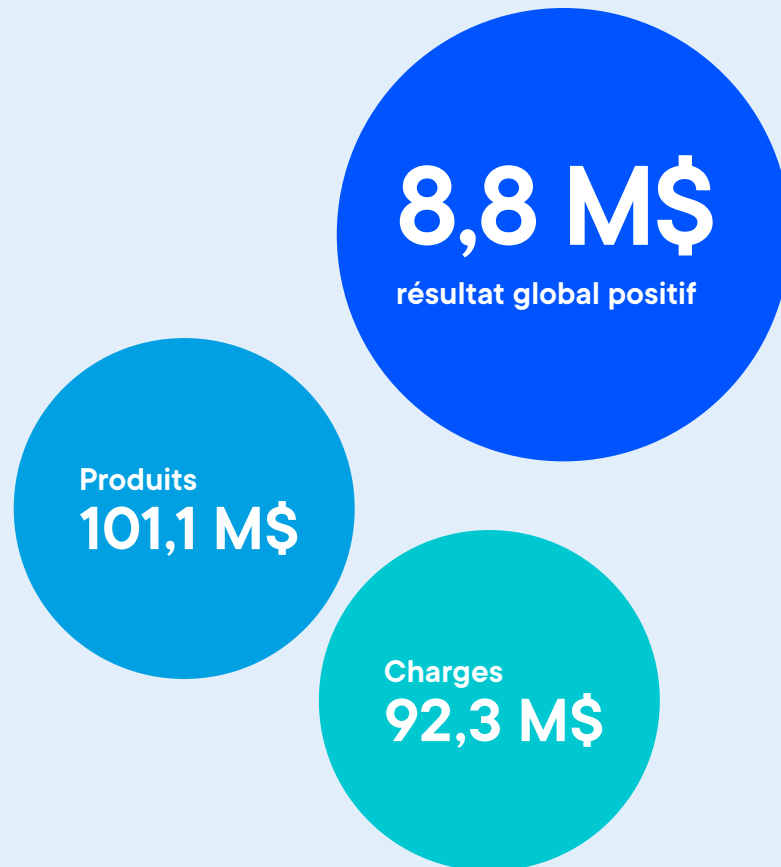 8,8 M$
résultat global positif
Produits
101,1 M$
Charges
92,3 M$